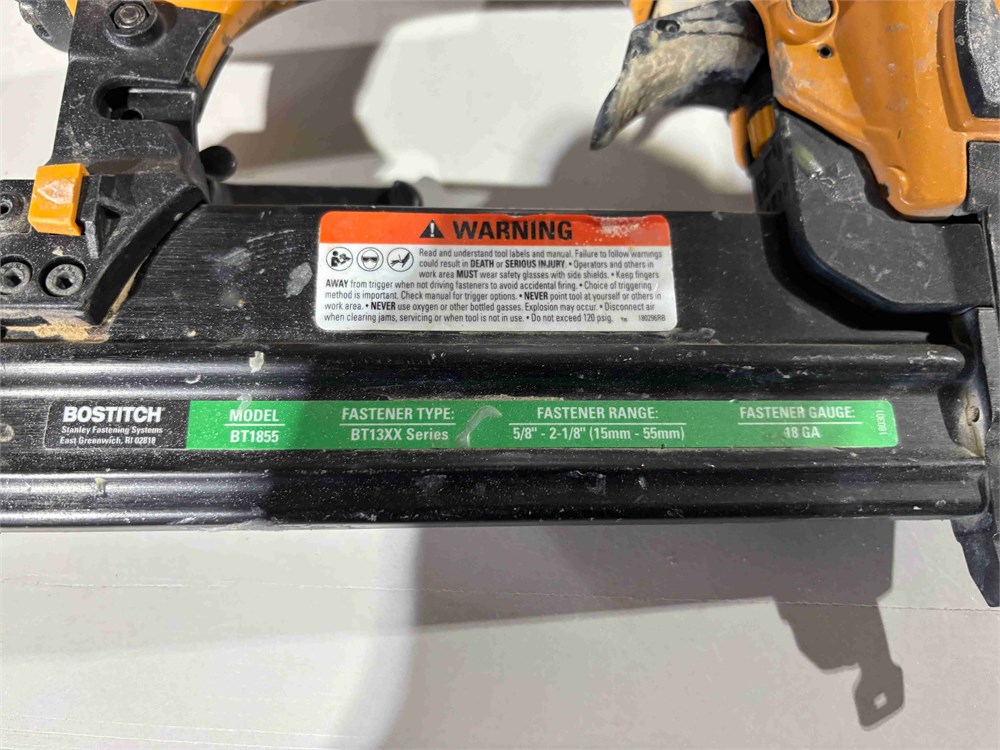 WARNING
Read and understand tool labels and manual. Failure to follow warnings
could result in DEATH or SERIOUS INJURY. • Operators and others in
work area MUST wear safety glasses with side shields. • Keep fingers
AWAY from trigger when not driving fasteners to avoid accidental firing. • Choice of triggering
method is important. Check manual for trigger options. • NEVER point tool at yourself or others in
work area. • NEVER use oxygen or other bottled gases. Explosion may occur. • Disconnect air
when clearing jams, servicing or when tool is not in use. • Do not exceed 120 psig. 180296RB
BOSTITCH
Stanley Fastening Systems
East Greenwich, RI 02818
MODEL
BT1855
FASTENER TYPE:
BT13XX Series
FASTENER RANGE:
5/8" - 2-1/8" (15mm - 55mm)
FASTENER GAUGE:
18 GA
180301